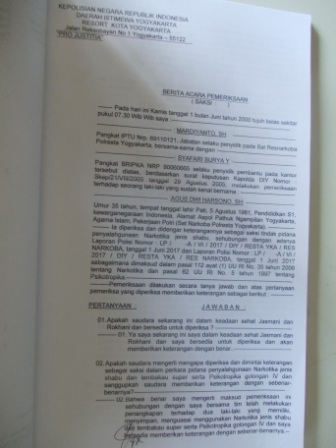 KEPOLISIAN NEGARA REPUBLIK INDONESIA
DAERAH ISTIMEWA YOGYAKARTA
RESORT KOTA YOGYAKARTA
Jalan Reksobayan No 1 Yogyakarta – 55122
"PRO JUSTITIA"
BERITA ACARA PEMERIKSAAN
( SAKSI )
------ Pada hari ini Kamis tanggal 1 bulan Juni tahun 2000 tujuh belas sekitar
pukul 07.30 Wib Wib saya :
MARDIYANTO, SH
Pangkat IPTU Nrp. 69110121, Jabatan selaku penyidik pada Sat Resnarkoba
Polresta Yogyakarta, bersama-sama dengan :
SYAFARI SURYA Y
Pangkat BRIPKA NRP selaku penyidik pembantu pada kantor
tersebut diatas, berdasarkan surat keputusan Kapolda DIY Nomor :
tanggal 29 Agustus 2003, melakukan pemeriksaan
terhadap seorang laki-laki yang sudah kenal bernama :
AGUS DWI HARSONO, SH
Umur 35 tahun, tempat tanggal lahir Pati, 5 Agustus 1981, Pendidikan S1,
kewarganegaraan Indonesia, Alamat Aspol Pathuk Ngampilan Yogyakarta,
Agama Islam, Pekerjaan Polri (Sat Narkoba Polresta Yogyakarta).
------ Ia diperiksa dan didengar keterangannya sebagai saksi tindak pidana
penyalahgunaan Narkotika jenis shabu, sehubungan dengan adanya
Laporan Polisi Nomor : LP / -A / VI / 2017 / DIY / RESTA YKA / RES
NARKOBA, tanggal 1 Juni 2017 dan Laporan Polisi Nomor : LP / -A / VI /
2017 / DIY / RESTA YKA / RES NARKOBA, tanggal 1 Juni 2017
sebagaimana dimaksud dalam pasal 112 ayat (1) UU RI No. 35 tahun 2009
tentang Narkotika dan pasal 62 UU RI No 5 tahun 1997 tentang
Psikotropika
------ Pemeriksaan dilakukan secara tanya jawab dan atas pertanyaan
pemeriksa yang diperiksa memberikan keterangan sebagai berikut :
PERTANYAAN : J A W A B A N :
01. Apakah saudara sekarang ini dalam keadaan sehat Jasmani dan
Rokhani dan bersedia untuk diperiksa ?
01. Ya saya sekarang ini saya dalam keadaan sehat Jasmani dan
Rokhani dan bersedia untuk diperiksa dan akan
memberikan keterangan dengan benar.
02. Apakah saudara mengerti mengapa diperiksa dan dimintai keterangan
sebagai saksi dalam perkara pidana penyalahgunaan Narkotika jenis
shabu dan tembakau super serta Psikotropika golongan IV dan
sanggupkah saudara memberikan keterangan dengan sebenar-
benarnya?
02. Bahwa benar saya mengerti maksud pemeriksaan ini
sehubungan dengan saya bersama tim telah melakukan
penangkapan terhadap laki-laki yang memiliki,
menyimpan, menguasai menggunakan Narkotika jenis shabu
dan tembakau super serta Psikotropika golongan IV dan saya
bersedia memberikan keterangan dengan sebenar-